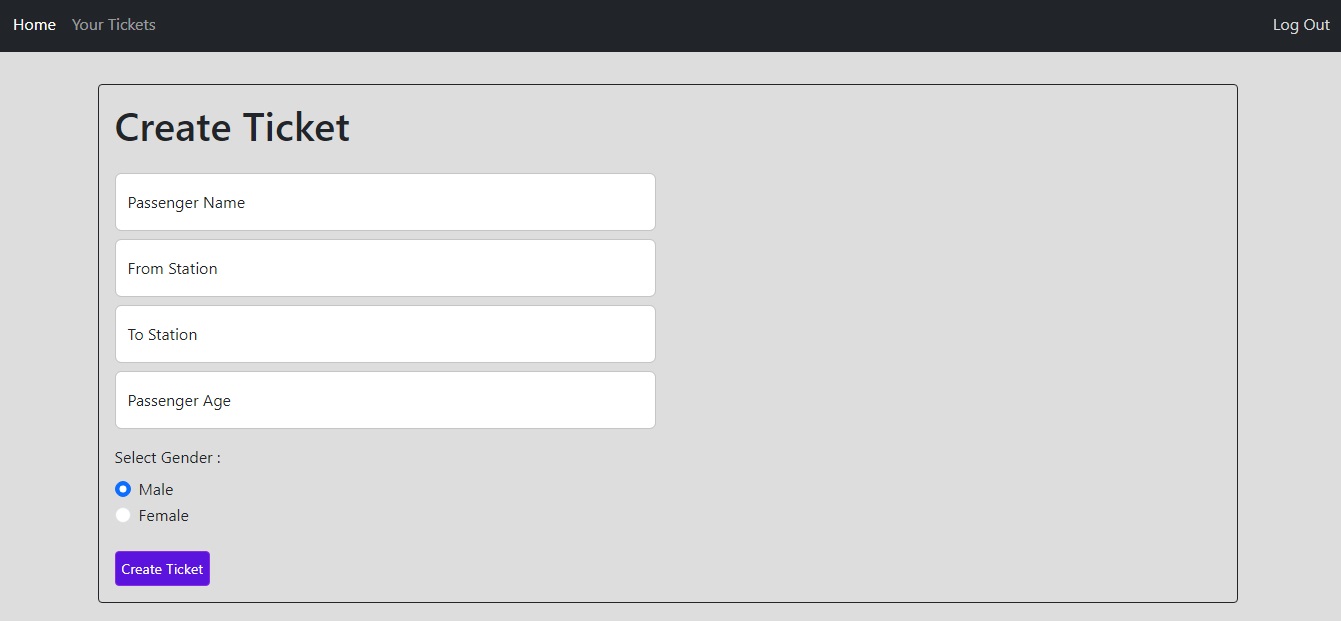 Home Your Tickets Log Out
Create Ticket
Passenger Name
From Station
To Station
Passenger Age
Select Gender :
Male
Female
Create Ticket